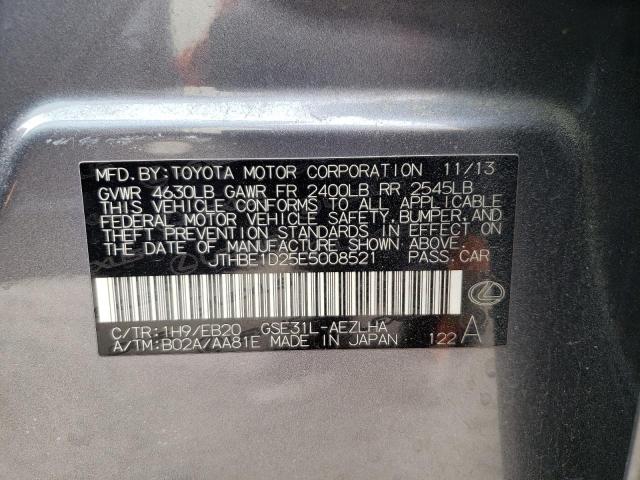 MFD.BY:TOYOTA MOTOR CORPORATION 11/13
GVWR 4630LB GAWR FR 2400LB RR 2545LB
THIS VEHICLE CONFORMS TO ALL APPLICABLE
FEDERAL MOTOR VEHICLE SAFETY,BUMPER,AND
THEFT PREVENTION STANDARDS IN EFFECT ON
THE DATE OF MANUFACTURE SHOWN ABOVE.
JTHBE1D25E5008521 PASS.CAR
C/TR:1H9/EB20 GSE31L-AEZLHA
A/TM:B02A/AA81E MADE IN JAPAN 122 A